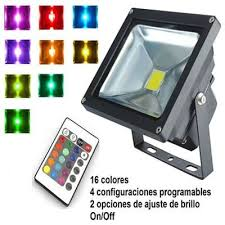 16 colores
4 configuraciones programables
2 opciones de ajuste de brillo
On/Off